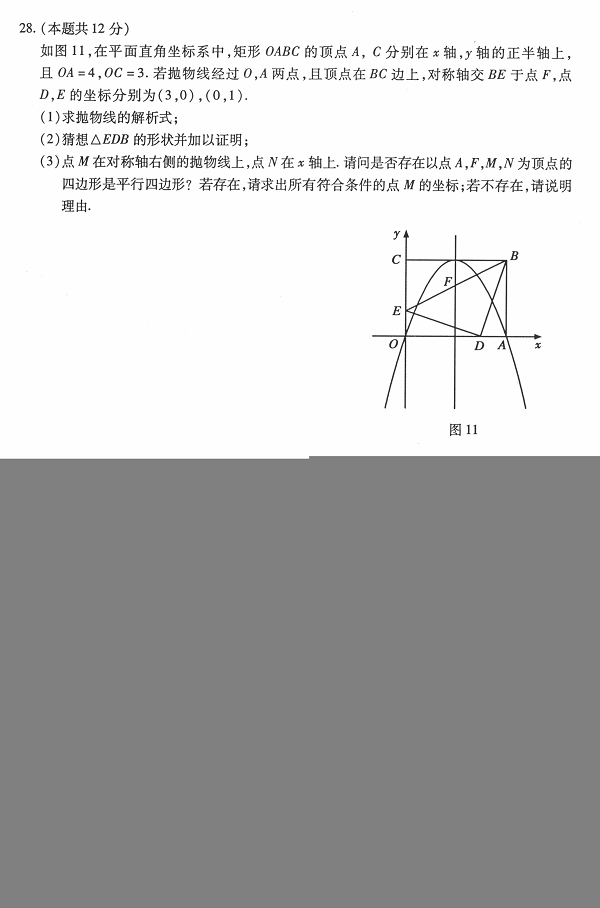 28.(本题共12分)
如图11,在平面直角坐标系中,矩形OABC的顶点A, C分别在x轴,y轴的正半轴上,
且OA=4,OC=3.若抛物线经过O,A两点,且顶点在BC边上,对称轴交BE于点F,点
D,E的坐标分别为(3,0),(0,1).
(1)求抛物线的解析式;
(2)猜想△EDB的形状并加以证明;
(3)点M在对称轴右侧的抛物线上,点N在x轴上.请问是否存在以点A,F,M,N为顶点的
四边形是平行四边形?若存在,请求出所有符合条件的点M的坐标;若不存在,请说明
理由.
y
C
B
F
E
O
D
A
x
图11